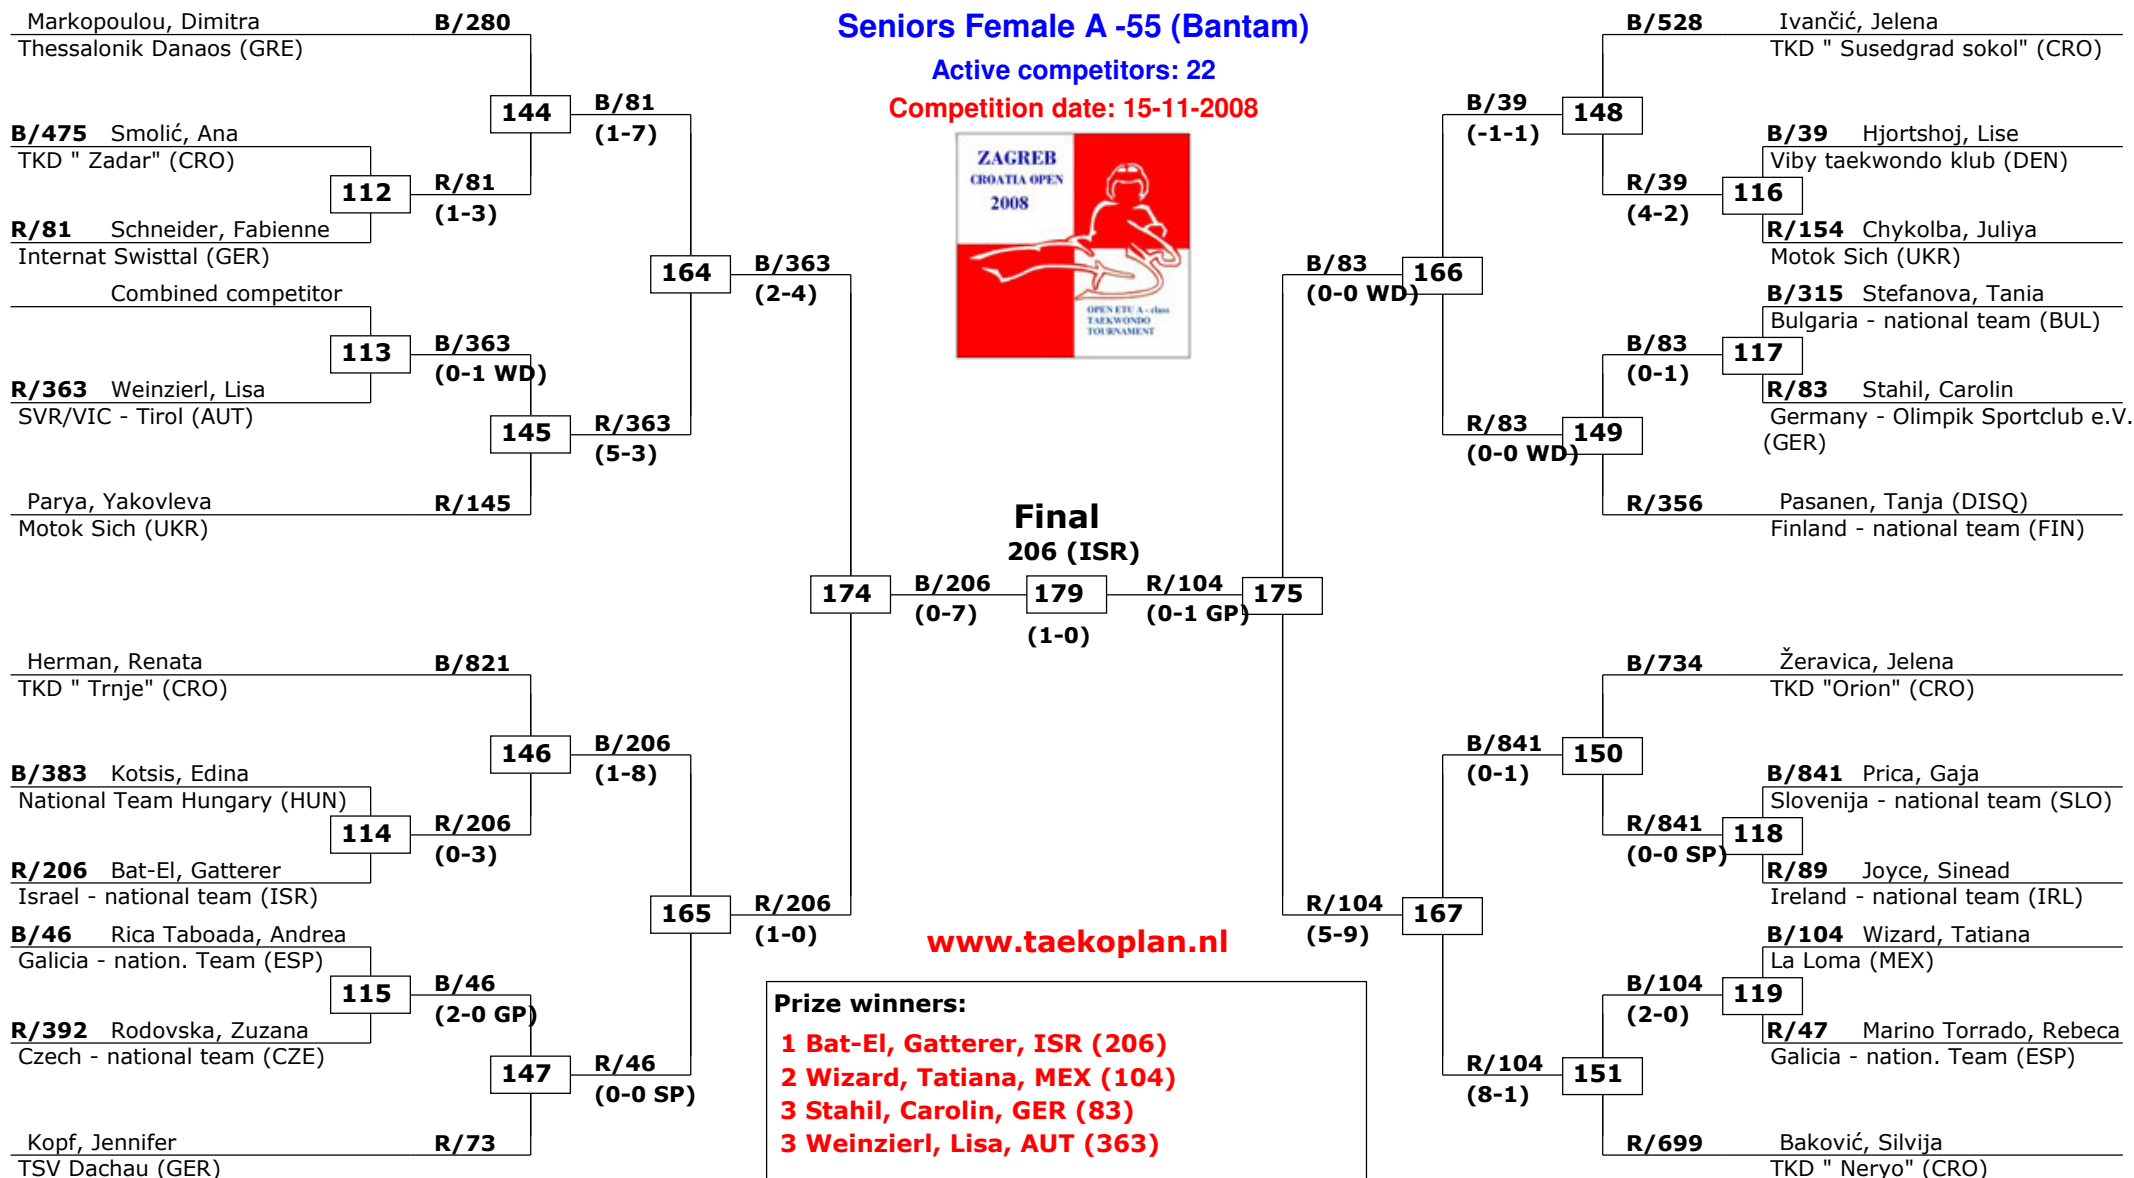 Seniors Female A -55 (Bantam)
Active competitors: 22
Competition date: 15-11-2008
ZAGREB
CROATIA OPEN
2008
OPEN ETU A - class
TAEKWONDO
TOURNAMENT
Markopoulou, Dimitra B/280
Thessalonik Danaos (GRE)
144 B/81
(1-7)
B/475 Smolić, Ana
TKD " Zadar" (CRO)
112 R/81
(1-3)
R/81 Schneider, Fabienne
Internat Swisttal (GER)
164 B/363
(2-4)
Combined competitor
113 B/363
(0-1 WD)
R/363 Weinzierl, Lisa
SVR/VIC - Tirol (AUT)
145 R/363
(5-3)
Parya, Yakovleva R/145
Motok Sich (UKR)
174 B/206
(0-7)
Herman, Renata B/821
TKD " Trnje" (CRO)
146 B/206
(1-8)
B/383 Kotsis, Edina
National Team Hungary (HUN)
114 R/206
(0-3)
R/206 Bat-El, Gatterer
Israel - national team (ISR)
165 R/206
(1-0)
B/46 Rica Taboada, Andrea
Galicia - nation. Team (ESP)
115 B/46
(2-0 GP)
R/392 Rodovska, Zuzana
Czech - national team (CZE)
147 R/46
(0-0 SP)
Kopf, Jennifer R/73
TSV Dachau (GER)
Final
206 (ISR)
179
(1-0)
B/528 Ivančić, Jelena
TKD " Susedgrad sokol" (CRO)
B/39 148
(-1-1)
B/39 Hjortshoj, Lise
Viby taekwondo klub (DEN)
R/39 116
(4-2)
R/154 Chykolba, Juliya
Motok Sich (UKR)
B/83 166
(0-0 WD)
B/315 Stefanova, Tania
Bulgaria - national team (BUL)
B/83 117
(0-1)
R/83 Stahil, Carolin
Germany - Olimpik Sportclub e.V.
(GER)
R/83 149
(0-0 WD)
R/356 Pasanen, Tanja (DISQ)
Finland - national team (FIN)
R/104 175
(0-1 GP)
B/734 Žeravica, Jelena
TKD "Orion" (CRO)
B/841 150
(0-1)
B/841 Prica, Gaja
Slovenija - national team (SLO)
R/841 118
(0-0 SP)
R/89 Joyce, Sinead
Ireland - national team (IRL)
R/104 167
(5-9)
B/104 Wizard, Tatiana
La Loma (MEX)
B/104 119
(2-0)
R/47 Marino Torrado, Rebeca
Galicia - nation. Team (ESP)
R/104 151
(8-1)
R/699 Baković, Silvija
TKD " Neryo" (CRO)
www.taekoplan.nl
Prize winners:
1 Bat-El, Gatterer, ISR (206)
2 Wizard, Tatiana, MEX (104)
3 Stahil, Carolin, GER (83)
3 Weinzierl, Lisa, AUT (363)